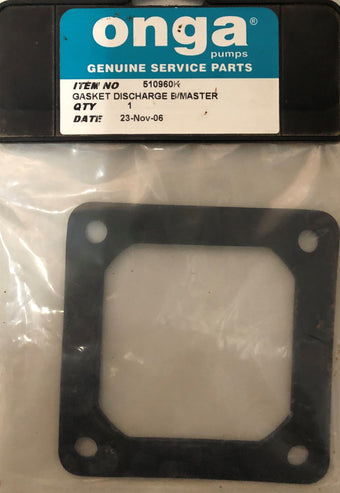 onga®
pumps
GENUINE SERVICE PARTS
ITEM NO 510960K
GASKET DISCHARGE B/MASTER
QTY 1
DATE 23-Nov-06